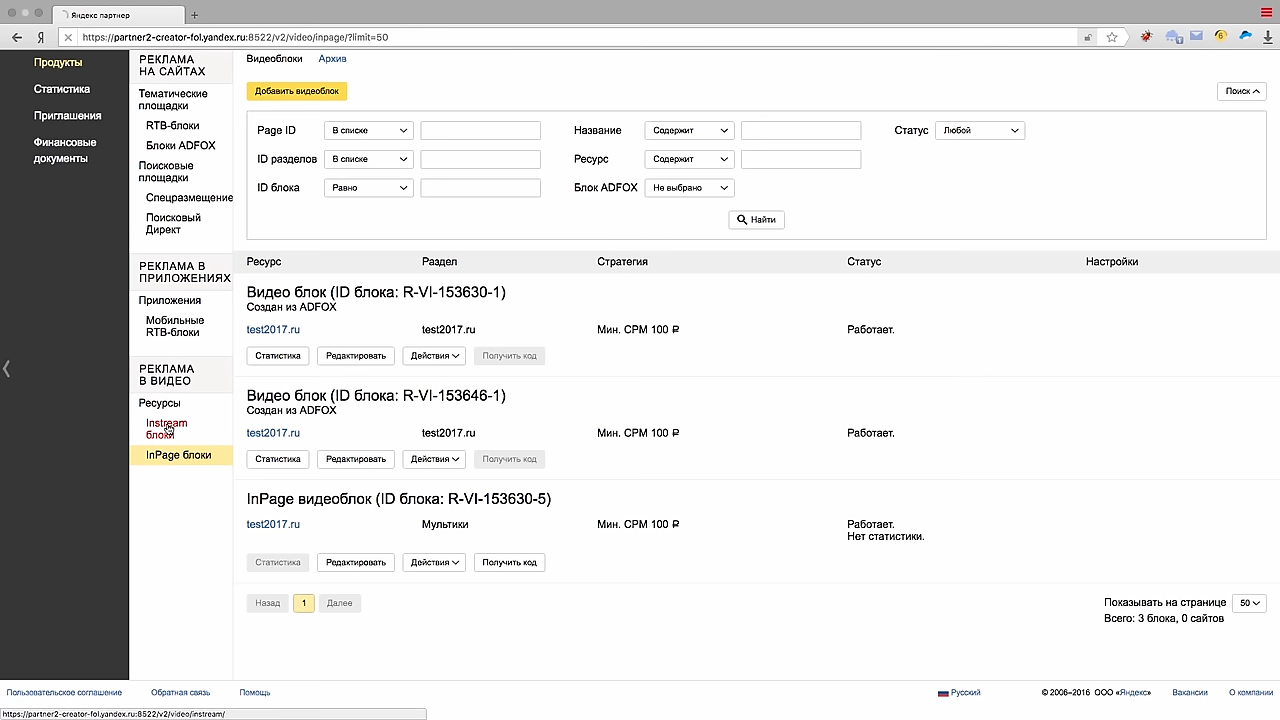 Яндекс партнер
https://partner2-creator-fol.yandex.ru:8522/v2/video/inpage/?limit=50
Продукты
Статистика
Приглашения
Финансовые
документы
РЕКЛАМА
НА САЙТАХ
Тематические
площадки
RTB-блоки
Блоки ADFOX
Поисковые
площадки
Спецразмещение
Поисковый
Директ
РЕКЛАМА В
ПРИЛОЖЕНИЯХ
Приложения
Мобильные
RTB-блоки
РЕКЛАМА
В ВИДЕО
Ресурсы
Instream
блоки
InPage блоки
Видеоблоки Архив
Добавить видеоблок Поиск
Page ID В списке Название Содержит Статус Любой
ID разделов В списке Ресурс Содержит
ID блока Равно Блок ADFOX Не выбрано
Найти
Ресурс Раздел Стратегия Статус Настройки
Видео блок (ID блока: R-VI-153630-1)
Создан из ADFOX
test2017.ru test2017.ru Мин. CPM 100 ₽ Работает.
Статистика Редактировать Действия Получить код
Видео блок (ID блока: R-VI-153646-1)
Создан из ADFOX
test2017.ru test2017.ru Мин. CPM 100 ₽ Работает.
Статистика Редактировать Действия Получить код
InPage видеоблок (ID блока: R-VI-153630-5)
test2017.ru Мультики Мин. CPM 100 ₽ Работает.
Нет статистики.
Статистика Редактировать Действия Получить код
Назад 1 Далее Показывать на странице 50
Всего: 3 блока, 0 сайтов
Пользовательское соглашение Обратная связь Помощь Русский © 2006–2016 ООО «Яндекс» Вакансии О компании
https://partner2-creator-fol.yandex.ru:8522/v2/video/instream/